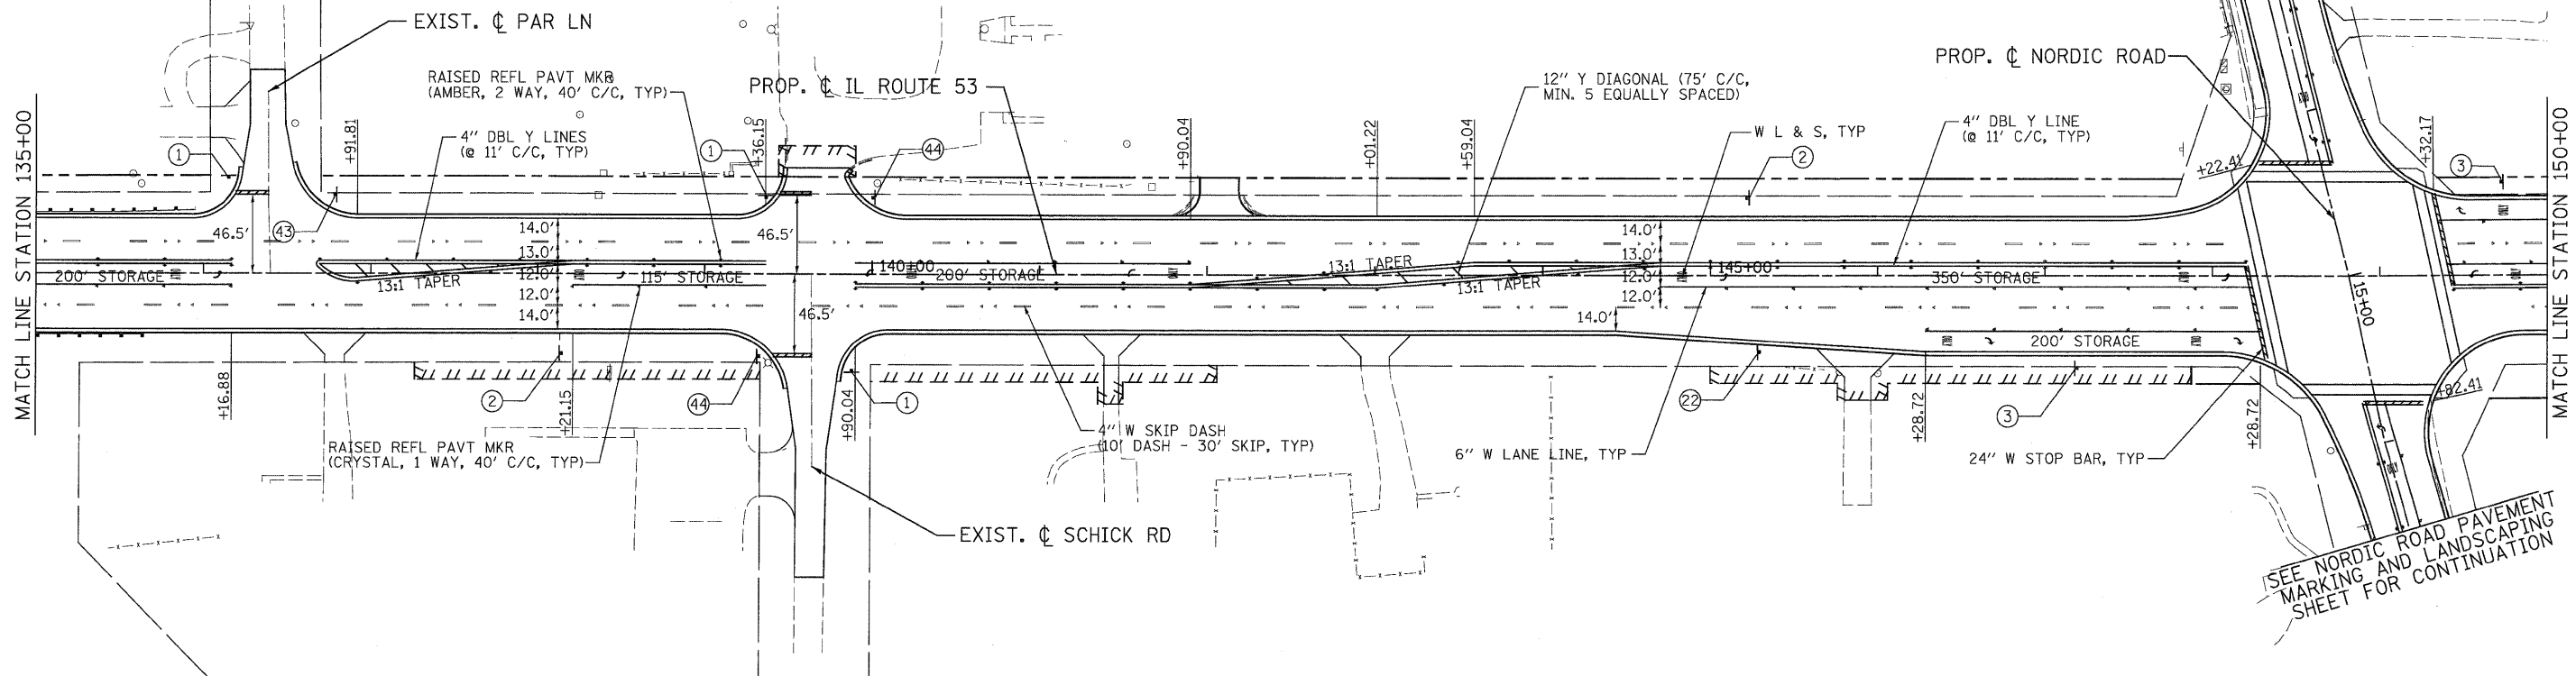 EXIST. ℄ PAR LN
PROP. ℄ NORDIC ROAD
RAISED REFL PAVT MKR
(AMBER, 2 WAY, 40' C/C, TYP)
PROP. ℄ IL ROUTE 53
12" Y DIAGONAL (75' C/C,
MIN. 5 EQUALLY SPACED)
4" DBL Y LINES
(@ 11' C/C, TYP)
W L & S, TYP
4" DBL Y LINE
(@ 11' C/C, TYP)
MATCH LINE STATION 135+00
MATCH LINE STATION 150+00
+91.81
+36.15
+90.04
+01.22
+59.04
+22.41
+32.17
1
1
44
2
3
43
46.5'
46.5'
14.0'
13.0'
12.0'
12.0'
14.0'
14.0'
13.0'
12.0'
12.0'
14.0'
200' STORAGE
13:1 TAPER
115' STORAGE
140+00
200' STORAGE
13:1 TAPER
13:1 TAPER
145+00
350' STORAGE
15+00
ONLY
ONLY
46.5'
200' STORAGE
+16.88
2
+21.15
44
+90.04
1
22
+28.72
3
+28.72
+82.41
RAISED REFL PAVT MKR
(CRYSTAL, 1 WAY, 40' C/C, TYP)
4" W SKIP DASH
(10' DASH - 30' SKIP, TYP)
6" W LANE LINE, TYP
24" W STOP BAR, TYP
EXIST. ℄ SCHICK RD
SEE NORDIC ROAD PAVEMENT
MARKING AND LANDSCAPING
SHEET FOR CONTINUATION